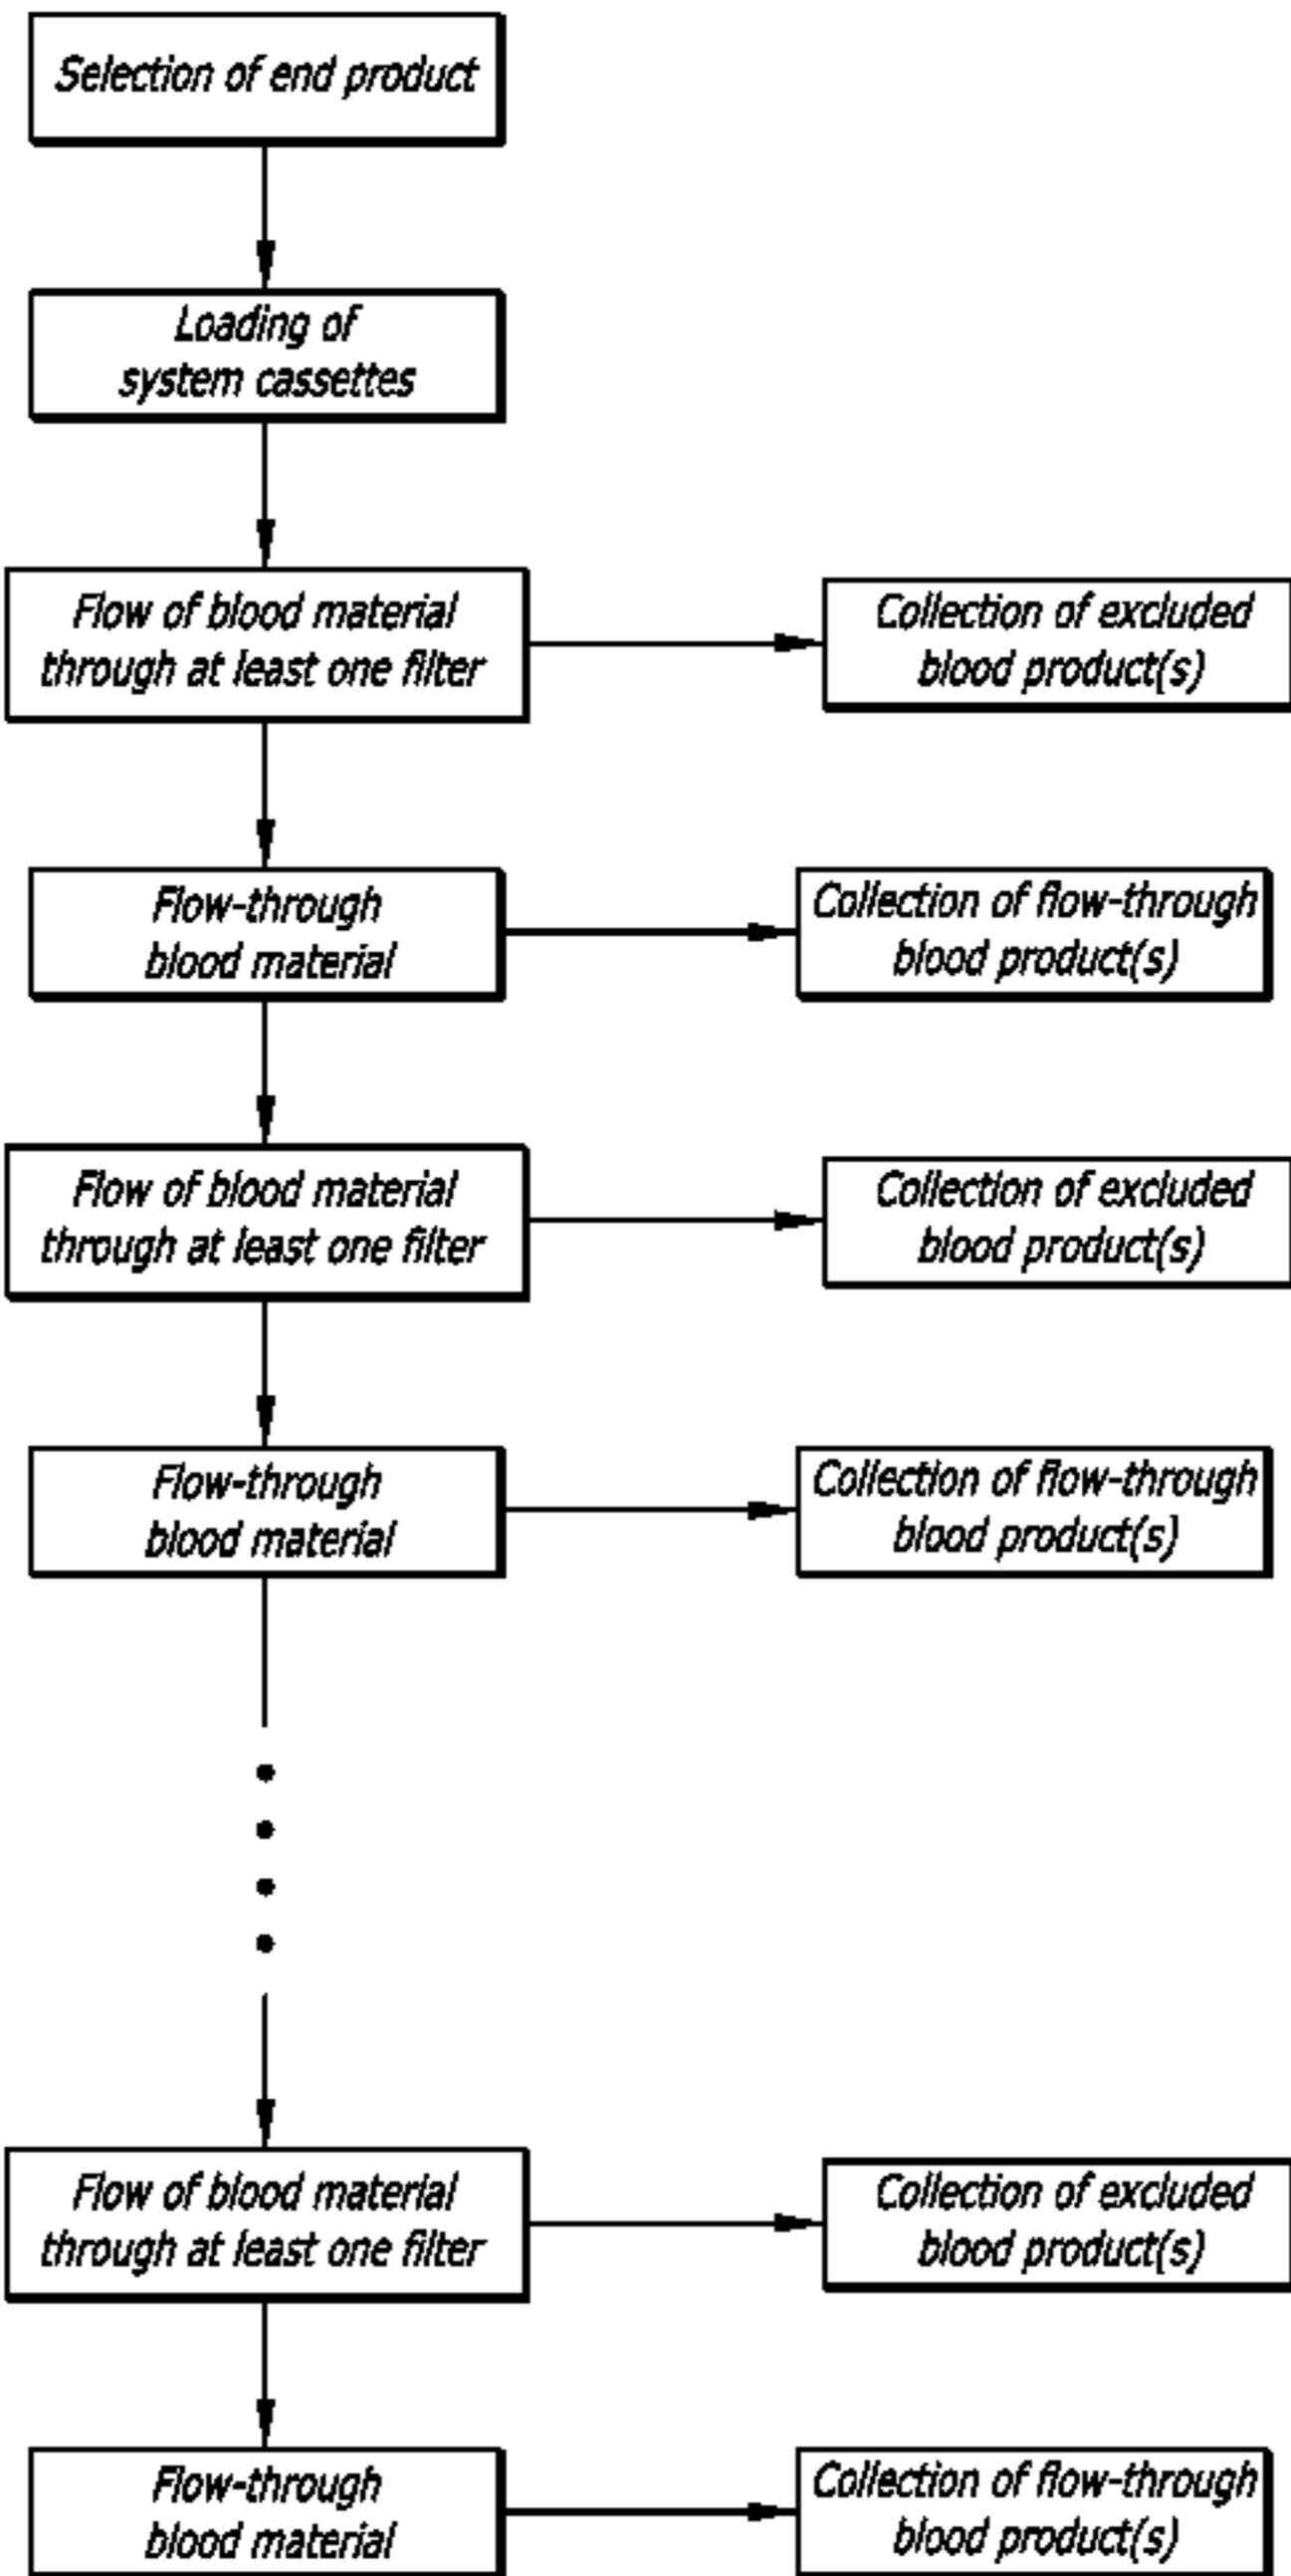 Selection of end product
Loading of
system cassettes
Flow of blood material
through at least one filter
Collection of excluded
blood product(s)
Flow-through
blood material
Collection of flow-through
blood product(s)
Flow of blood material
through at least one filter
Collection of excluded
blood product(s)
Flow-through
blood material
Collection of flow-through
blood product(s)
Flow of blood material
through at least one filter
Collection of excluded
blood product(s)
Flow-through
blood material
Collection of flow-through
blood product(s)